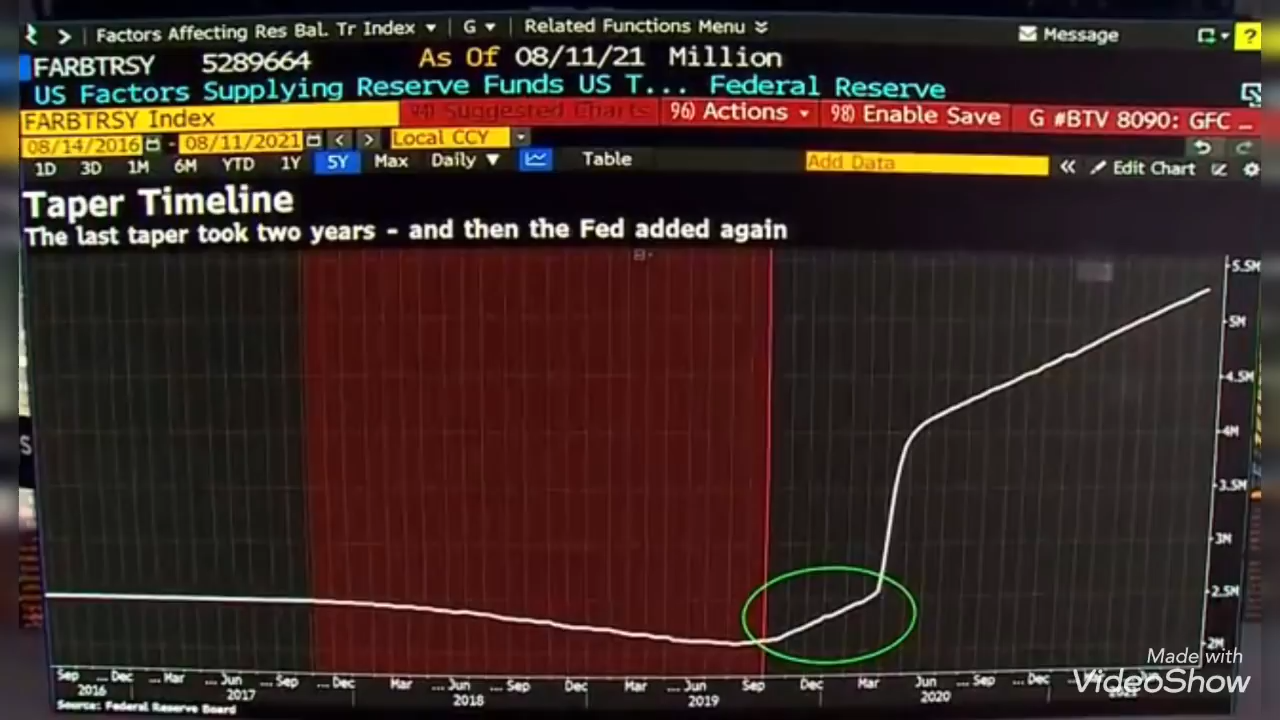 Factors Affecting Res Bal. Tr Index G Related Functions Menu Message ?
FARBTRSY 5289664 As Of 08/11/21 Million
US Factors Supplying Reserve Funds US T... Federal Reserve
FARBTRSY Index 94) Suggested Charts 96) Actions 98) Enable Save G #BTV 8090: GFC ...
08/14/2016 - 08/11/2021 Local CCY
1D 3D 1M 6M YTD 1Y 5Y Max Daily Table Add Data Edit Chart
Taper Timeline
The last taper took two years - and then the Fed added again
5.5M
5M
4.5M
4M
3.5M
3M
2.5M
2M
Sep ... Dec ... Mar ... Jun ... Sep ... Dec ... Mar ... Jun ... Sep ... Dec ... Mar ... Jun ... Sep ... Dec ... Mar ... Jun ... Sep ... Dec
2016 2017 2018 2019 2020
Source: Federal Reserve Board
S
Made with
VideoShow